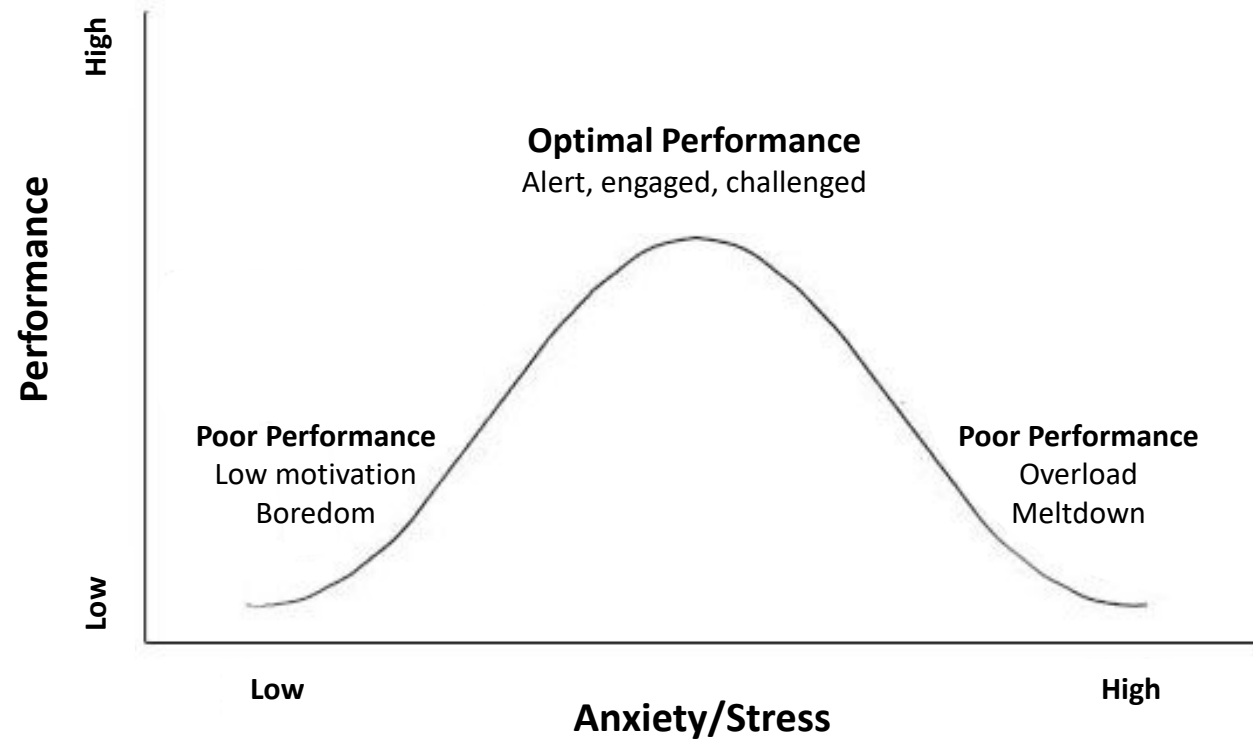 High
Optimal Performance
Alert, engaged, challenged
Performance
Poor Performance
Low motivation
Boredom
Poor Performance
Overload
Meltdown
Low
Low
High
Anxiety/Stress